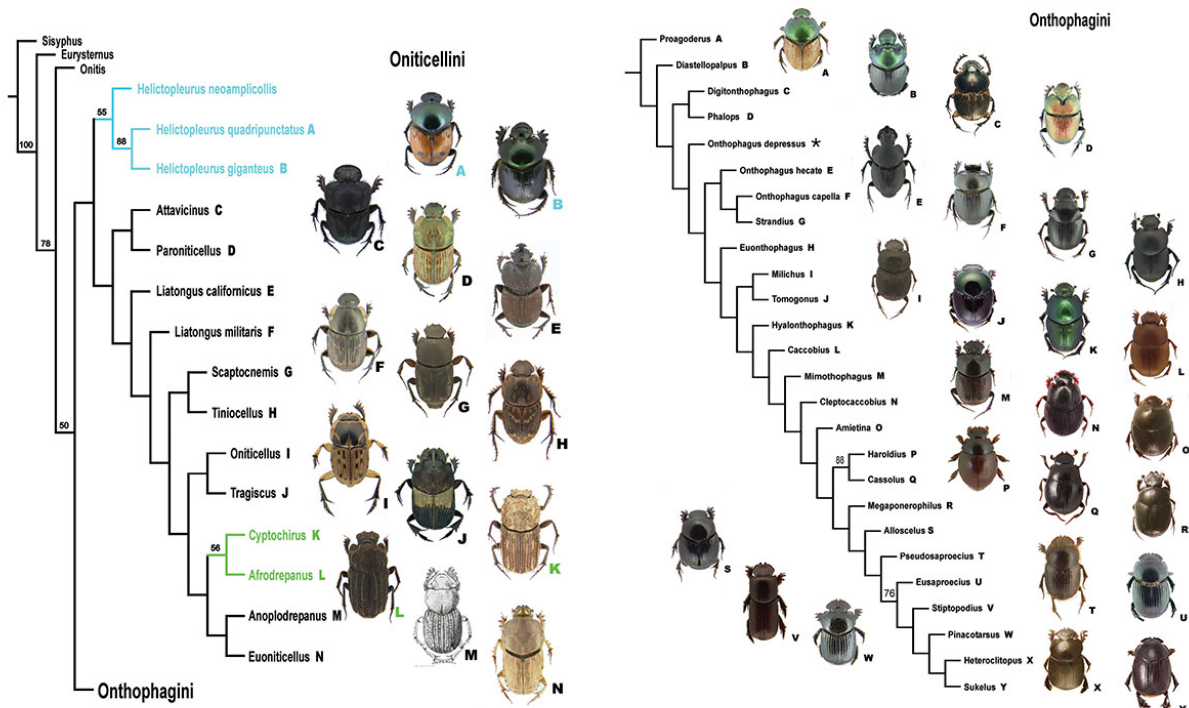 Sisyphus
Eurysternus
Onitis
Oniticellini
Helictopleurus neoamplicollis
55
Helictopleurus quadripunctatus A
88
Helictopleurus giganteus B
100
78
50
Attavicinus C
Paroniticellus D
Liatongus californicus E
Liatongus militaris F
Scaptocnemis G
Tiniocellus H
Oniticellus I
Tragiscus J
Cyptochirus K
56
Afrodrepanus L
Anoplodrepanus M
Euoniticellus N
Onthophagini
A
B
C
D
E
F
G
H
I
J
K
L
M
N
Onthophagini
Proagoderus A
Diastellopalpus B
Digitonthophagus C
Phalops D
Onthophagus depressus *
Onthophagus hecate E
Onthophagus capella F
Strandius G
Euonthophagus H
Milichus I
Tomogonus J
Hyalonthophagus K
Caccobius L
Mimothophagus M
Cleptocaccobius N
Amietina O
Haroldius P
88
Cassolus Q
Megaponerophilus R
Alloscelus S
Pseudosaproecius T
Eusaproecius U
76
Stiptopodius V
Pinacotarsus W
Heteroclitopus X
Sukelus Y
A
B
C
D
E
F
G
H
I
J
K
L
M
N
O
P
Q
R
S
T
U
V
W
X
Y